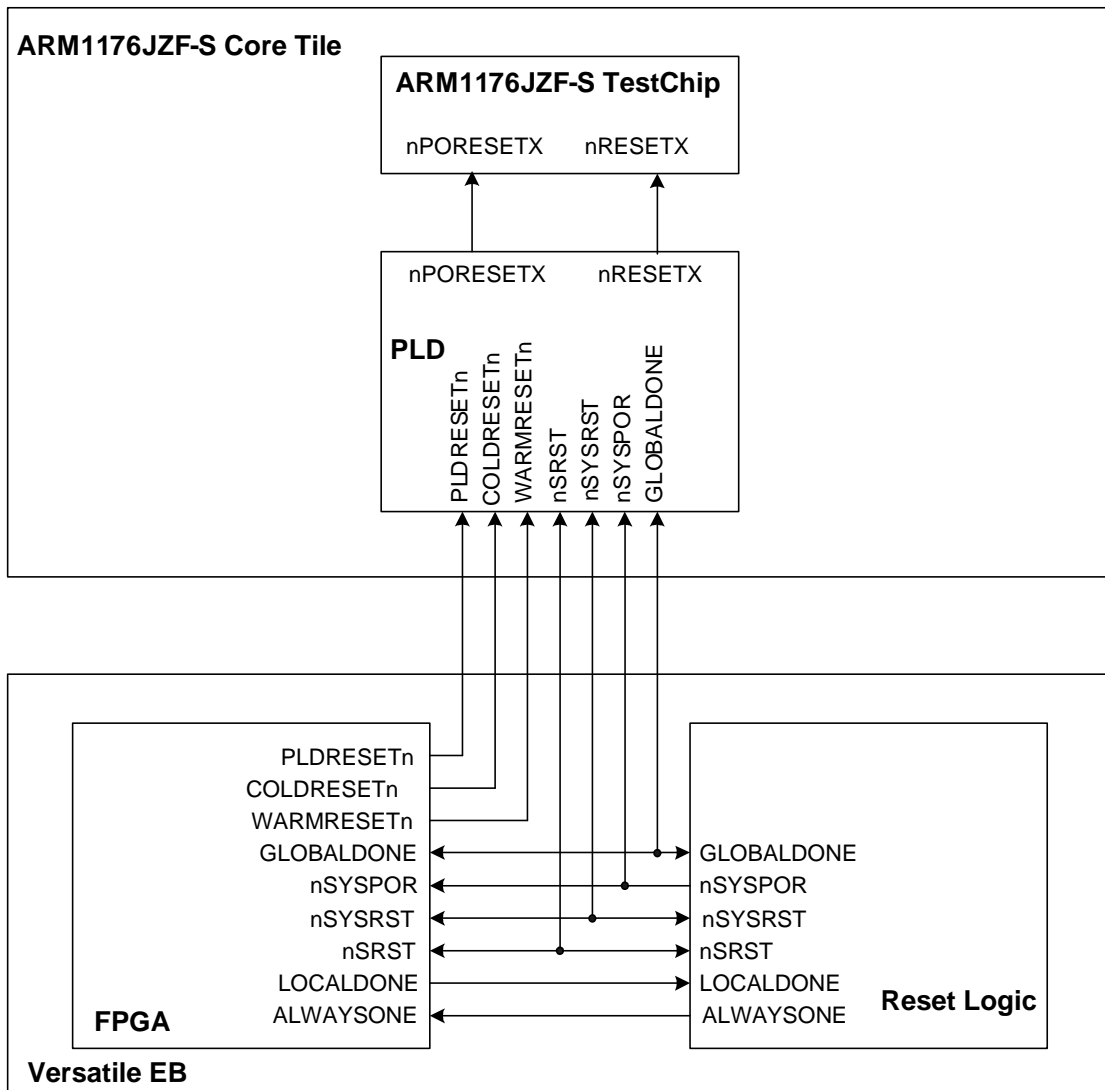 ARM1176JZF-S Core Tile
ARM1176JZF-S TestChip
nPORESETX nRESETX
nPORESETX nRESETX
PLD
PLDRESETn
COLDRESETn
WARMRESETn
nSRST
nSYSRST
nSYSPOR
GLOBALDONE
PLDRESETn
COLDRESETn
WARMRESETn
GLOBALDONE
nSYSPOR
nSYSRST
nSRST
LOCALDONE
ALWAYSONE
FPGA
GLOBALDONE
nSYSPOR
nSYSRST
nSRST
LOCALDONE
ALWAYSONE
Reset Logic
Versatile EB